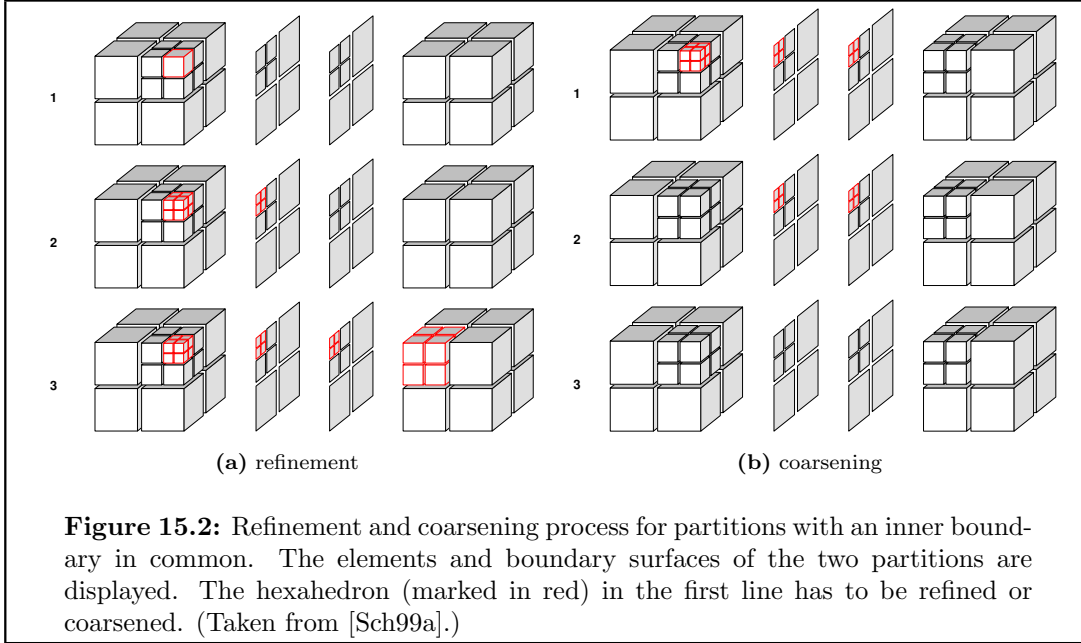 1
2
3
(a) refinement
1
2
3
(b) coarsening
Figure 15.2: Refinement and coarsening process for partitions with an inner bound-
ary in common. The elements and boundary surfaces of the two partitions are
displayed. The hexahedron (marked in red) in the first line has to be refined or
coarsened. (Taken from [Sch99a].)